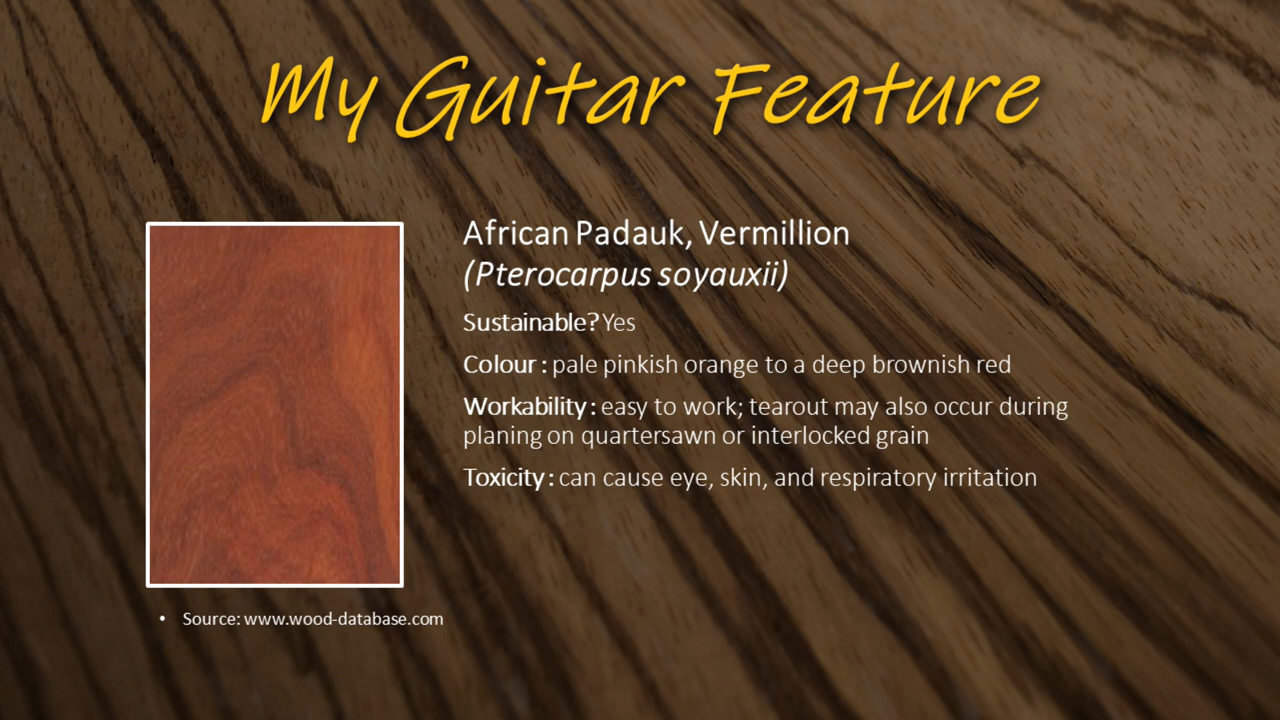 My Guitar Feature
African Padauk, Vermillion
(Pterocarpus soyauxii)
Sustainable? Yes
Colour : pale pinkish orange to a deep brownish red
Workability : easy to work; tearout may also occur during
planing on quartersawn or interlocked grain
Toxicity : can cause eye, skin, and respiratory irritation
• Source: www.wood-database.com